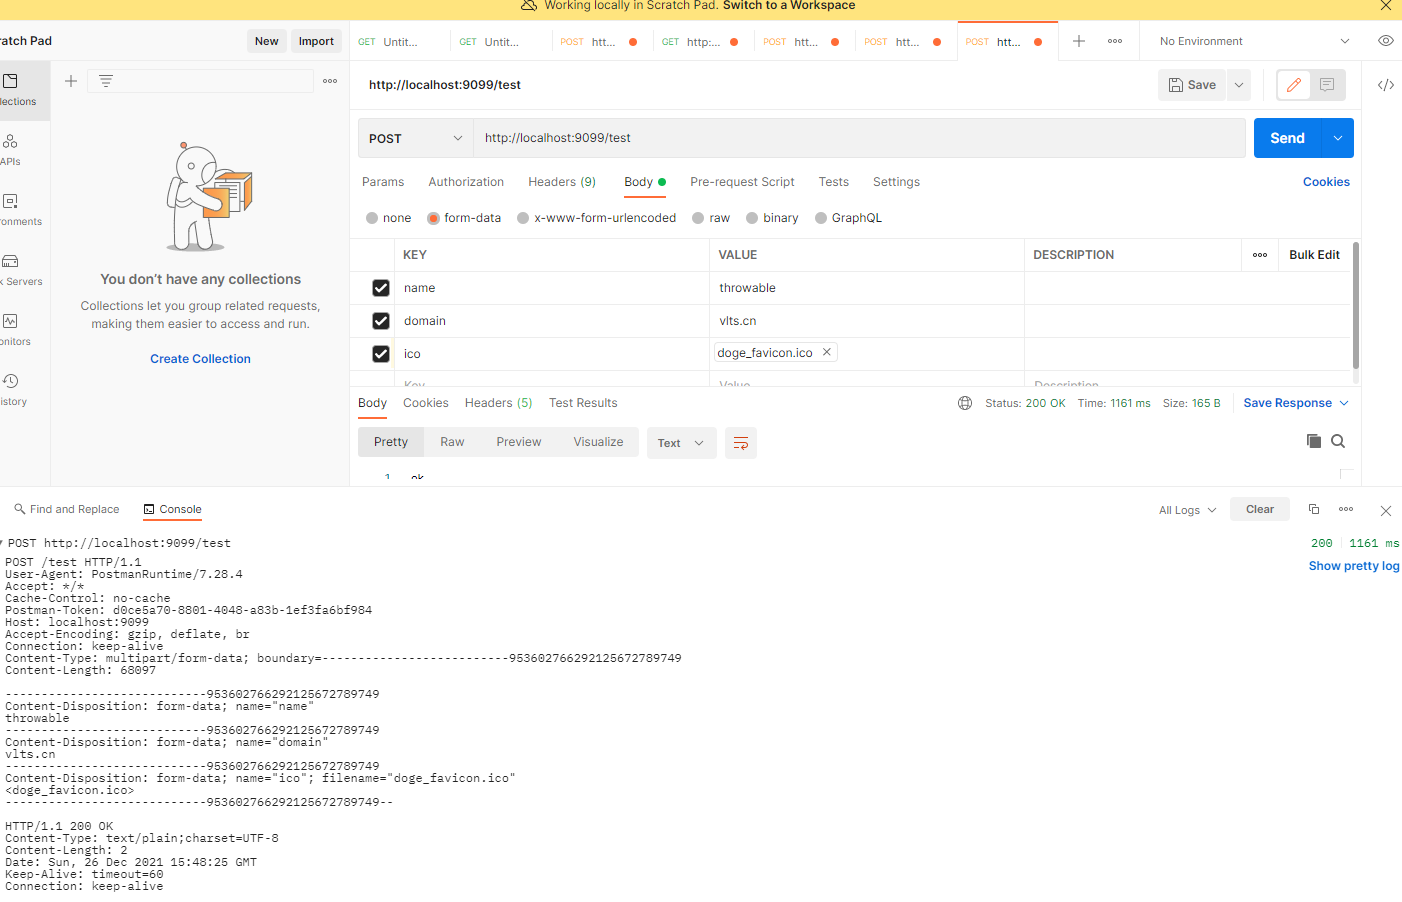 Working locally in Scratch Pad. Switch to a Workspace
ratch Pad
New
Import
GET Untit...
GET Untit...
POST htt...
GET http:...
POST htt...
POST htt...
POST htt...
No Environment
http://localhost:9099/test
Save
lections
APIs
ronments
k Servers
onitors
istory
POST
http://localhost:9099/test
Send
Params
Authorization
Headers (9)
Body
Pre-request Script
Tests
Settings
Cookies
none
form-data
x-www-form-urlencoded
raw
binary
GraphQL
KEY
VALUE
DESCRIPTION
Bulk Edit
name
throwable
domain
vlts.cn
ico
doge_favicon.ico
Key
Value
Description
You don't have any collections
Collections let you group related requests,
making them easier to access and run.
Create Collection
Body
Cookies
Headers (5)
Test Results
Status: 200 OK
Time: 1161 ms
Size: 165 B
Save Response
Pretty
Raw
Preview
Visualize
Text
1 ok
Find and Replace
Console
All Logs
Clear
POST http://localhost:9099/test
200
1161 ms
Show pretty log
POST /test HTTP/1.1
User-Agent: PostmanRuntime/7.28.4
Accept: */*
Cache-Control: no-cache
Postman-Token: d0ce5a70-8801-4048-a83b-1ef3fa6bf984
Host: localhost:9099
Accept-Encoding: gzip, deflate, br
Connection: keep-alive
Content-Type: multipart/form-data; boundary=--------------------------953602766292125672789749
Content-Length: 68097
----------------------------953602766292125672789749
Content-Disposition: form-data; name="name"
throwable
----------------------------953602766292125672789749
Content-Disposition: form-data; name="domain"
vlts.cn
----------------------------953602766292125672789749
Content-Disposition: form-data; name="ico"; filename="doge_favicon.ico"
<doge_favicon.ico>
----------------------------953602766292125672789749--
HTTP/1.1 200 OK
Content-Type: text/plain;charset=UTF-8
Content-Length: 2
Date: Sun, 26 Dec 2021 15:48:25 GMT
Keep-Alive: timeout=60
Connection: keep-alive